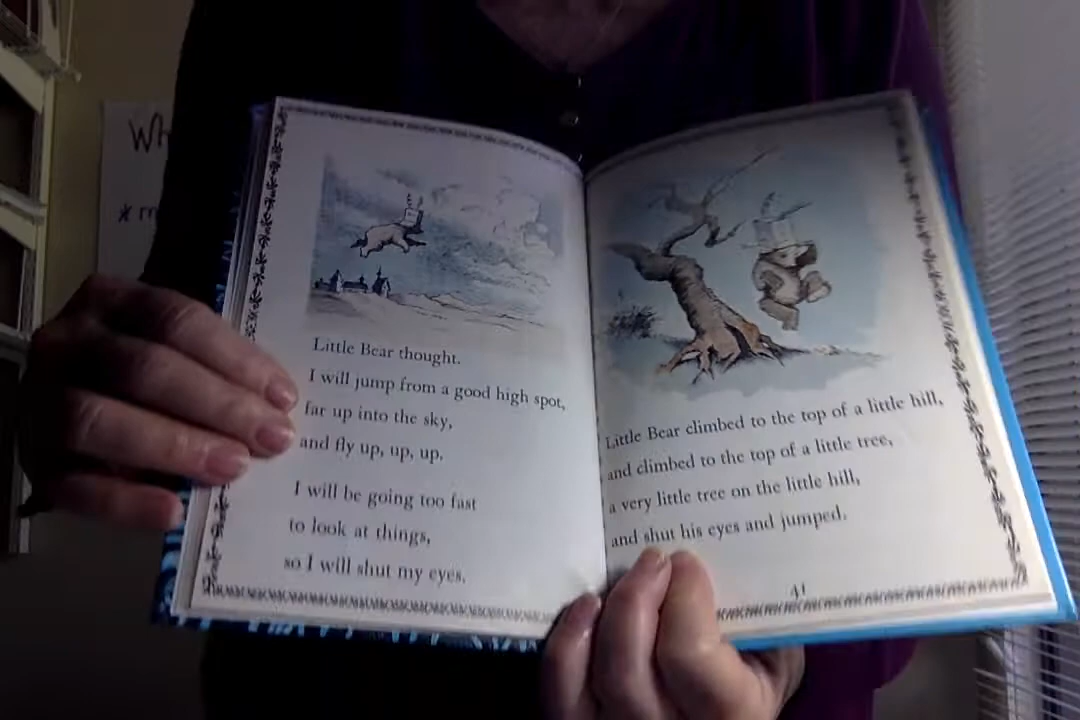 Little Bear thought.
I will jump from a good high spot,
far up into the sky,
and fly up, up, up.
I will be going too fast
to look at things,
so I will shut my eyes.
Little Bear climbed to the top of a little hill,
and climbed to the top of a little tree,
a very little tree on the little hill,
and shut his eyes and jumped.
41